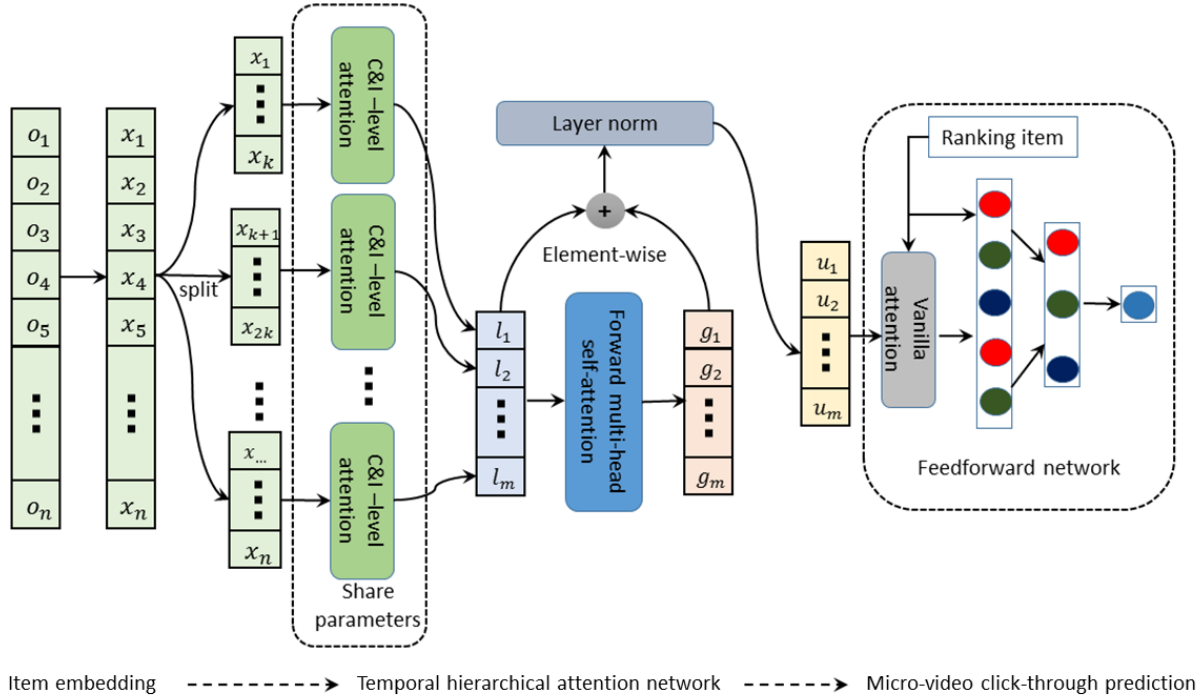 o₁
o₂
o₃
o₄
o₅
oₙ
x₁
x₂
x₃
x₄
x₅
xₙ
split
x₁
xₖ
xₖ₊₁
x₂ₖ
x...
xₙ
C&I –level
attention
C&I –level
attention
C&I –level
attention
Share
parameters
l₁
l₂
lₘ
Layer norm
+
Element-wise
Forward multi-head
self-attention
g₁
g₂
gₘ
u₁
u₂
uₘ
Ranking item
Vanilla
attention
Feedforward network
Item embedding
Temporal hierarchical attention network
Micro-video click-through prediction